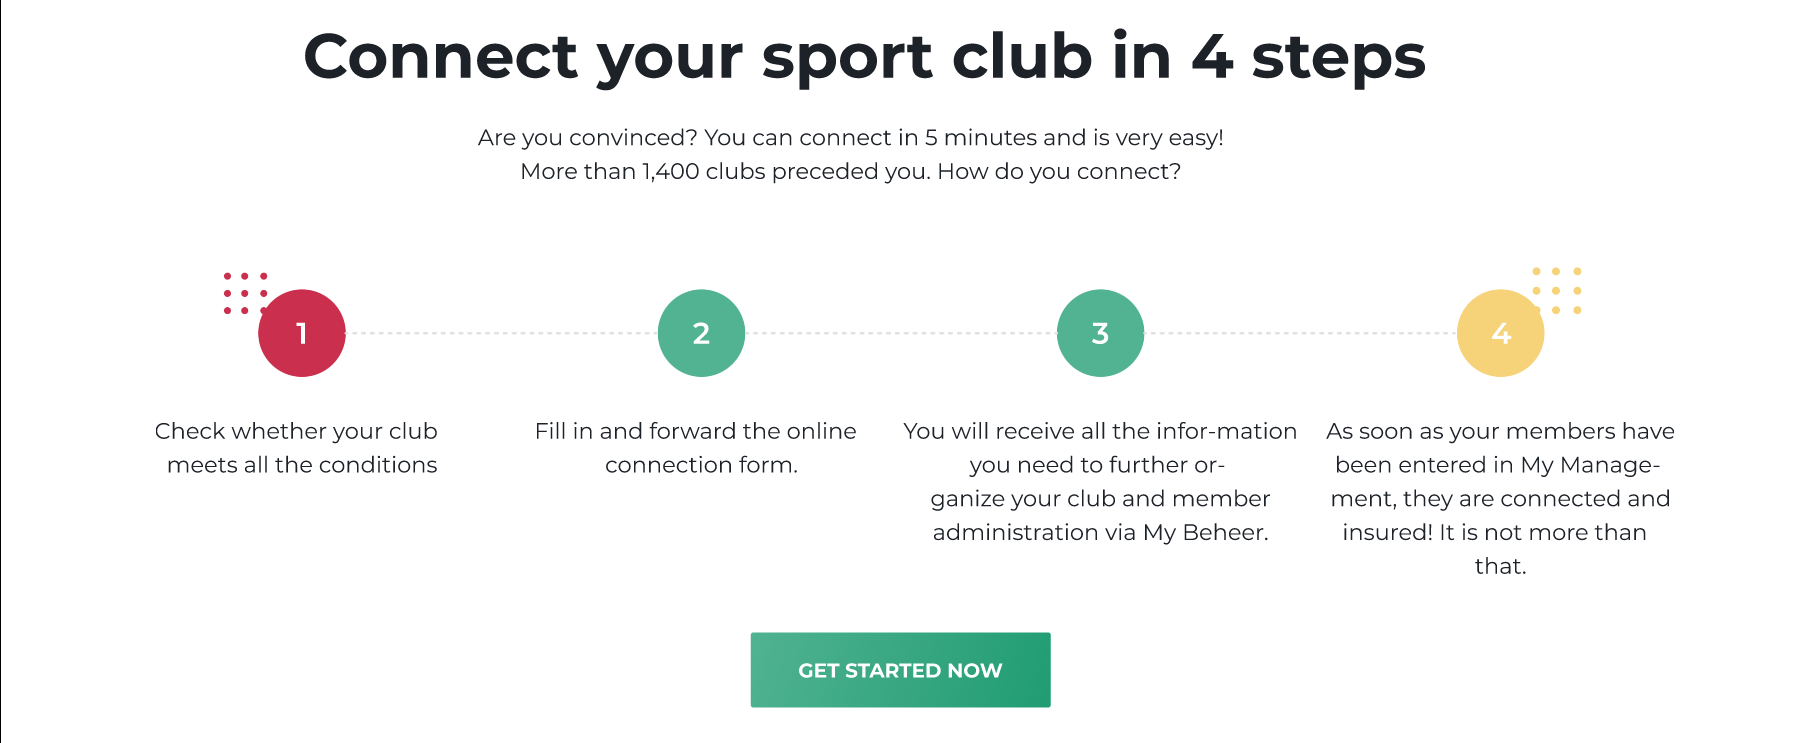 Connect your sport club in 4 steps
Are you convinced? You can connect in 5 minutes and is very easy!
More than 1,400 clubs preceded you. How do you connect?
1
Check whether your club
meets all the conditions
2
Fill in and forward the online
connection form.
3
You will receive all the infor-mation
you need to further or-
ganize your club and member
administration via My Beheer.
4
As soon as your members have
been entered in My Manage-
ment, they are connected and
insured! It is not more than
that.
GET STARTED NOW